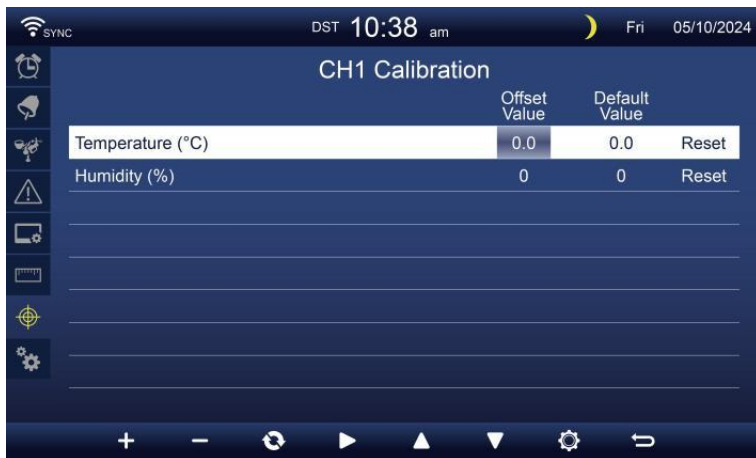 SYNC DST 10:38 am Fri 05/10/2024
CH1 Calibration
Offset Value Default Value
Temperature (°C) 0.0 0.0 Reset
Humidity (%) 0 0 Reset